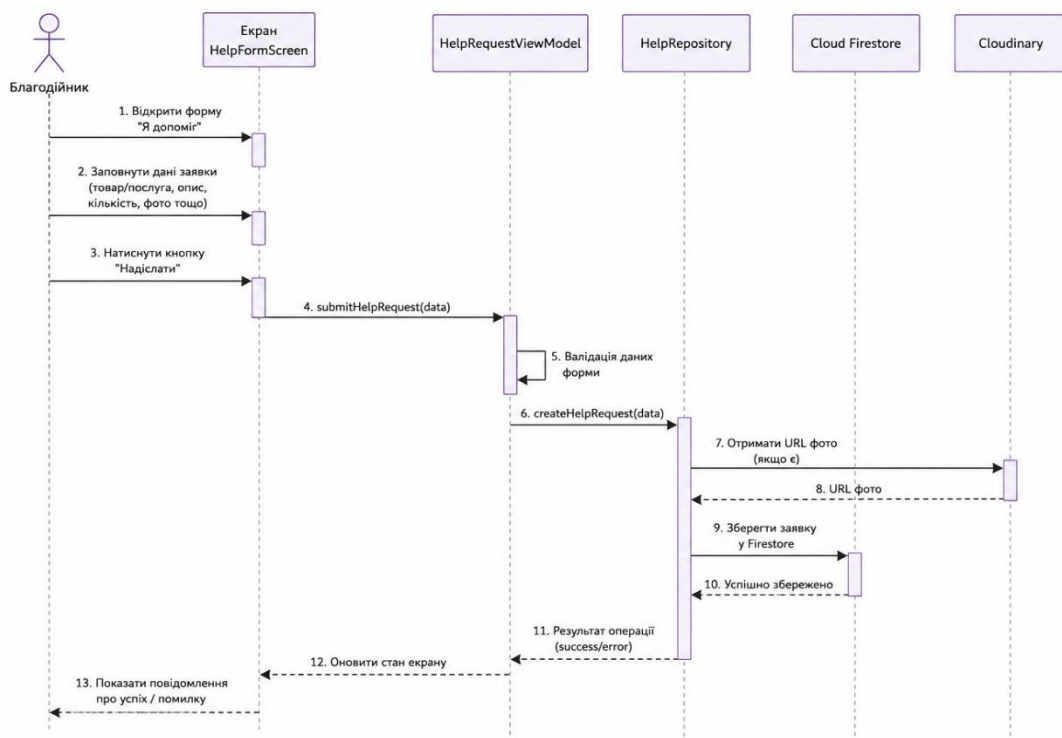 Екран
HelpFormScreen
HelpRequestViewModel
HelpRepository
Cloud Firestore
Cloudinary
Благодійник
1. Відкрити форму
"Я допоміг"
2. Заповнути дані заявки
(товар/послуга, опис,
кількість, фото тощо)
3. Натиснути кнопку
"Надіслати"
4. submitHelpRequest(data)
5. Валідація даних
форми
6. createHelpRequest(data)
7. Отримати URL фото
(якщо є)
8. URL фото
9. Зберегти заявку
у Firestore
10. Успішно збережено
11. Результат операції
(success/error)
12. Оновити стан екрану
13. Показати повідомлення
про успіх / помилку